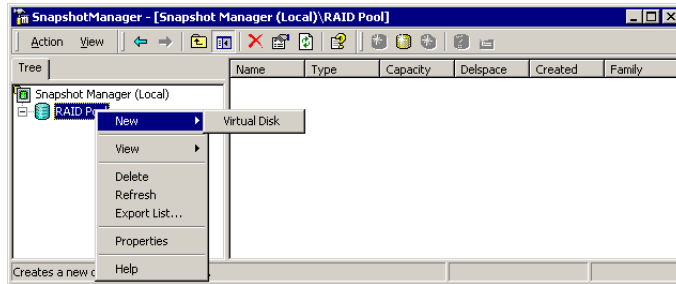 SnapshotManager - [Snapshot Manager (Local)\RAID Pool]
Action View
Tree
Name Type Capacity Delspace Created Family
Snapshot Manager (Local)
RAID
New
Virtual Disk
View
Delete
Refresh
Export List...
Properties
Help
Creates a new